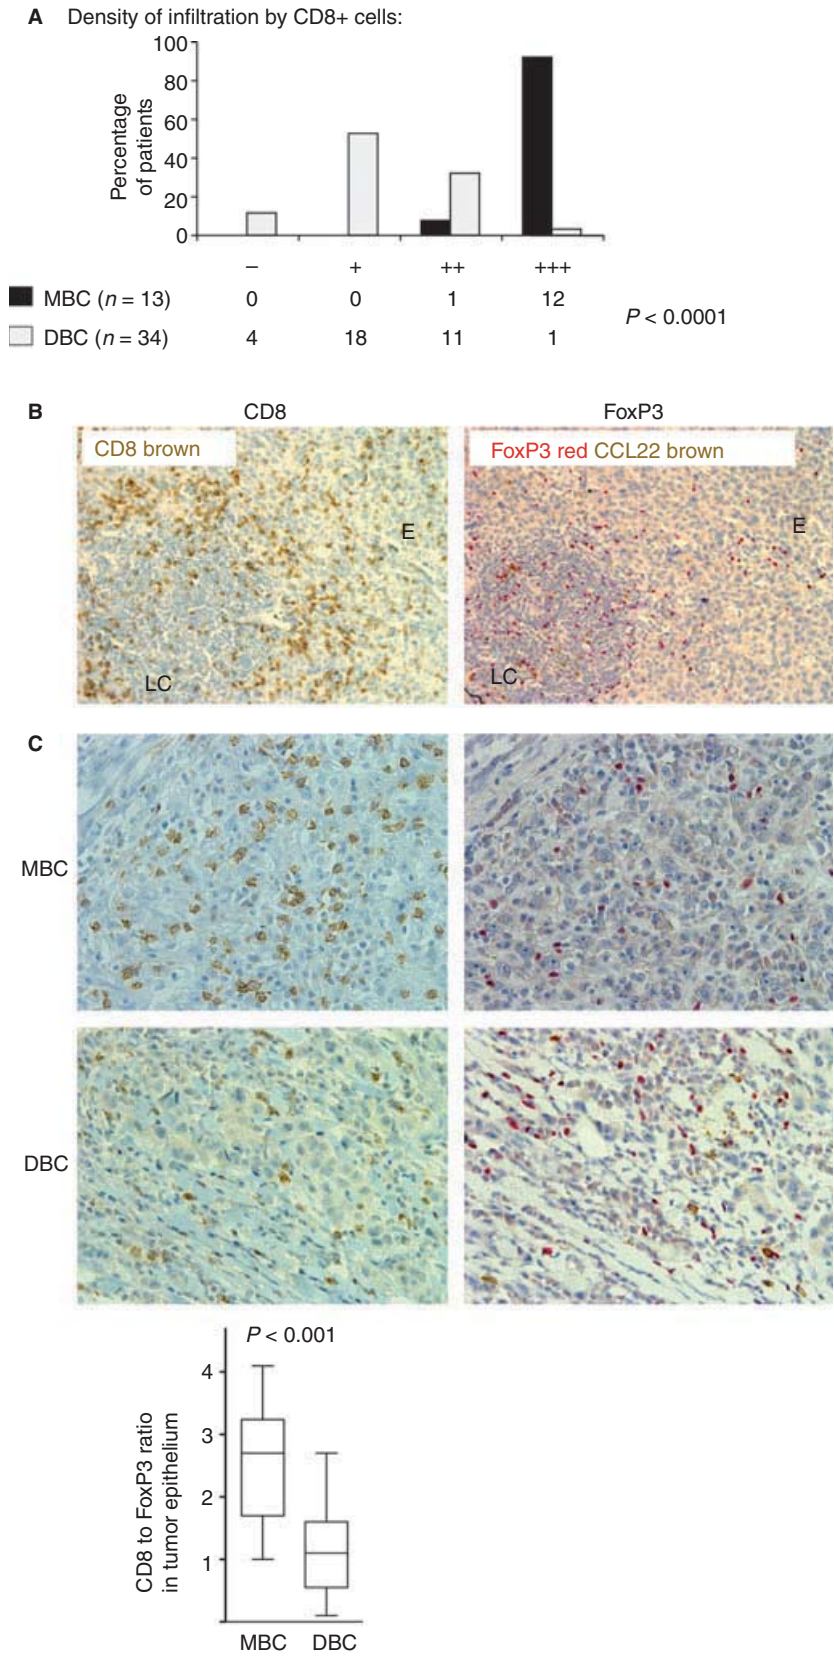 A Density of infiltration by CD8+ cells:
Percentage
of patients
100
80
60
40
20
0
– + ++ +++
MBC (n = 13) 0 0 1 12
P < 0.0001
DBC (n = 34) 4 18 11 1
B CD8 FoxP3
CD8 brown
FoxP3 red CCL22 brown
E
E
LC
LC
C
MBC
DBC
P < 0.001
CD8 to FoxP3 ratio
in tumor epithelium
4
3
2
1
MBC DBC